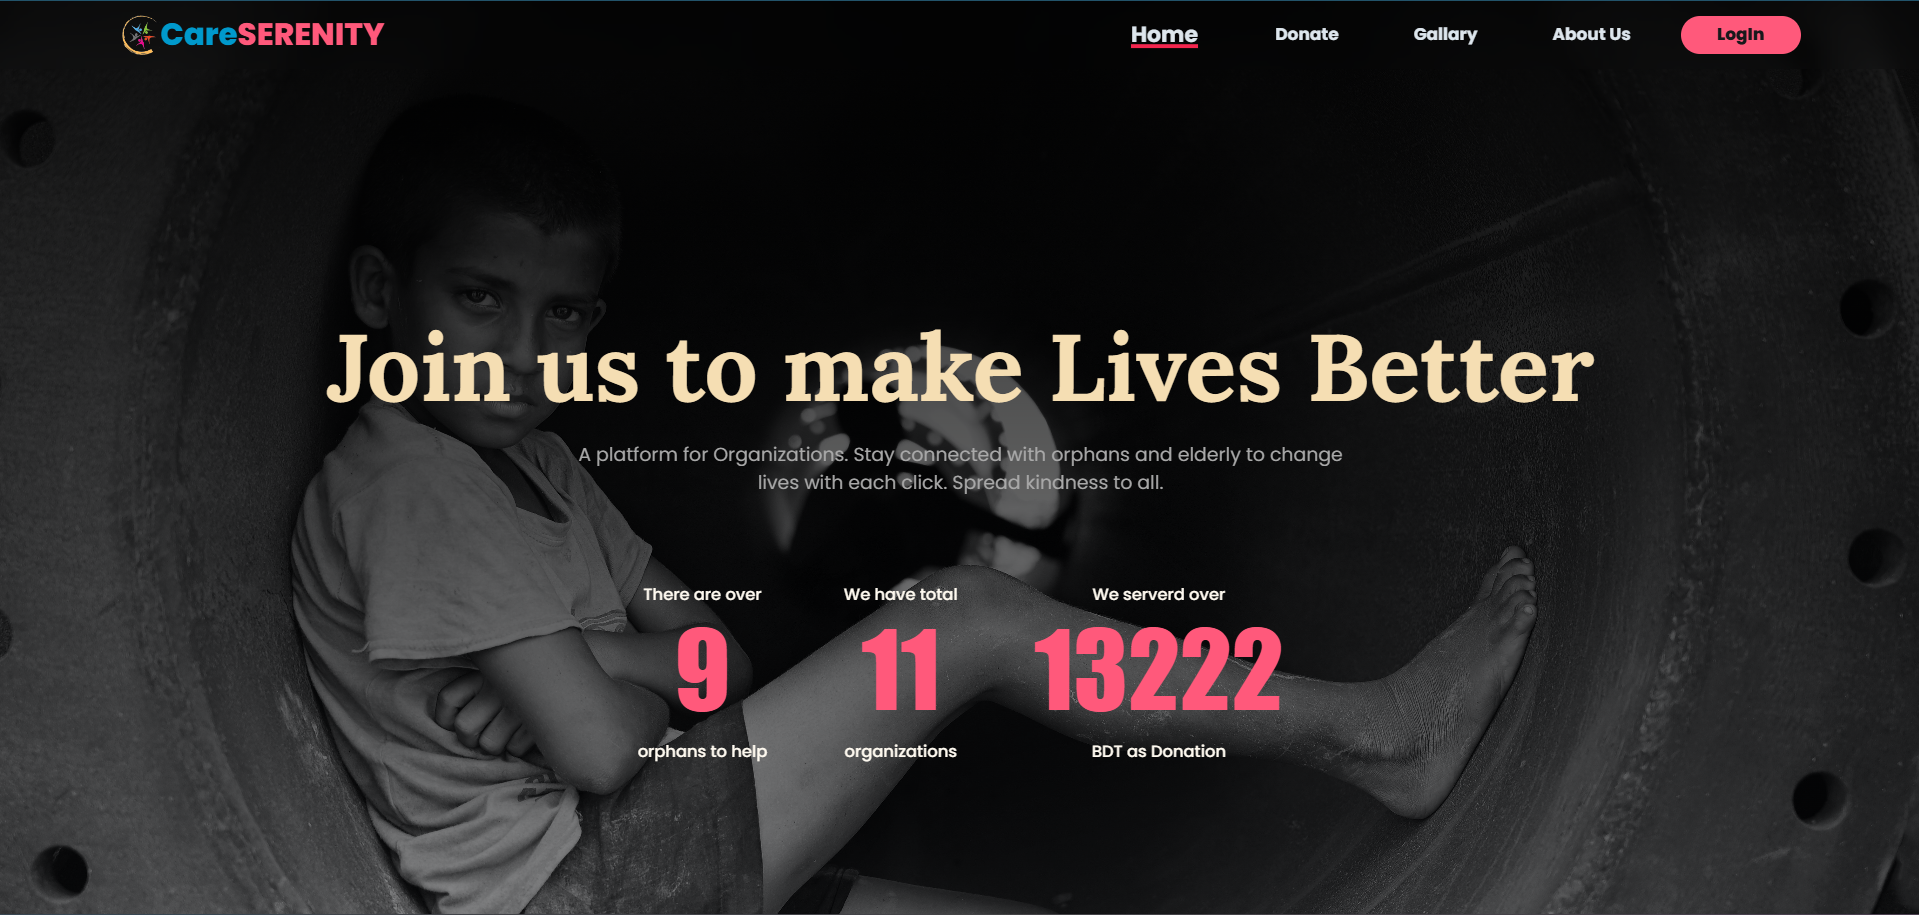 CareSERENITY
Home
Donate
Gallary
About Us
LogIn
Join us to make Lives Better
A platform for Organizations. Stay connected with orphans and elderly to change
lives with each click. Spread kindness to all.
There are over
9
orphans to help
We have total
11
organizations
We serverd over
13222
BDT as Donation